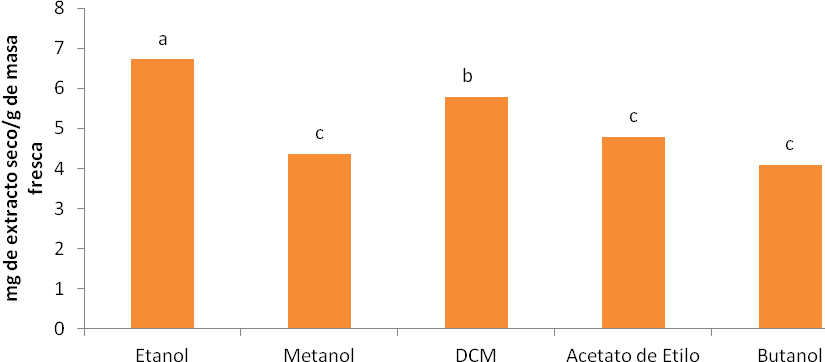 mg de extracto seco/g de masa
fresca
8
7
6
5
4
3
2
1
0
a
c
b
c
c
Etanol
Metanol
DCM
Acetato de Etilo
Butanol